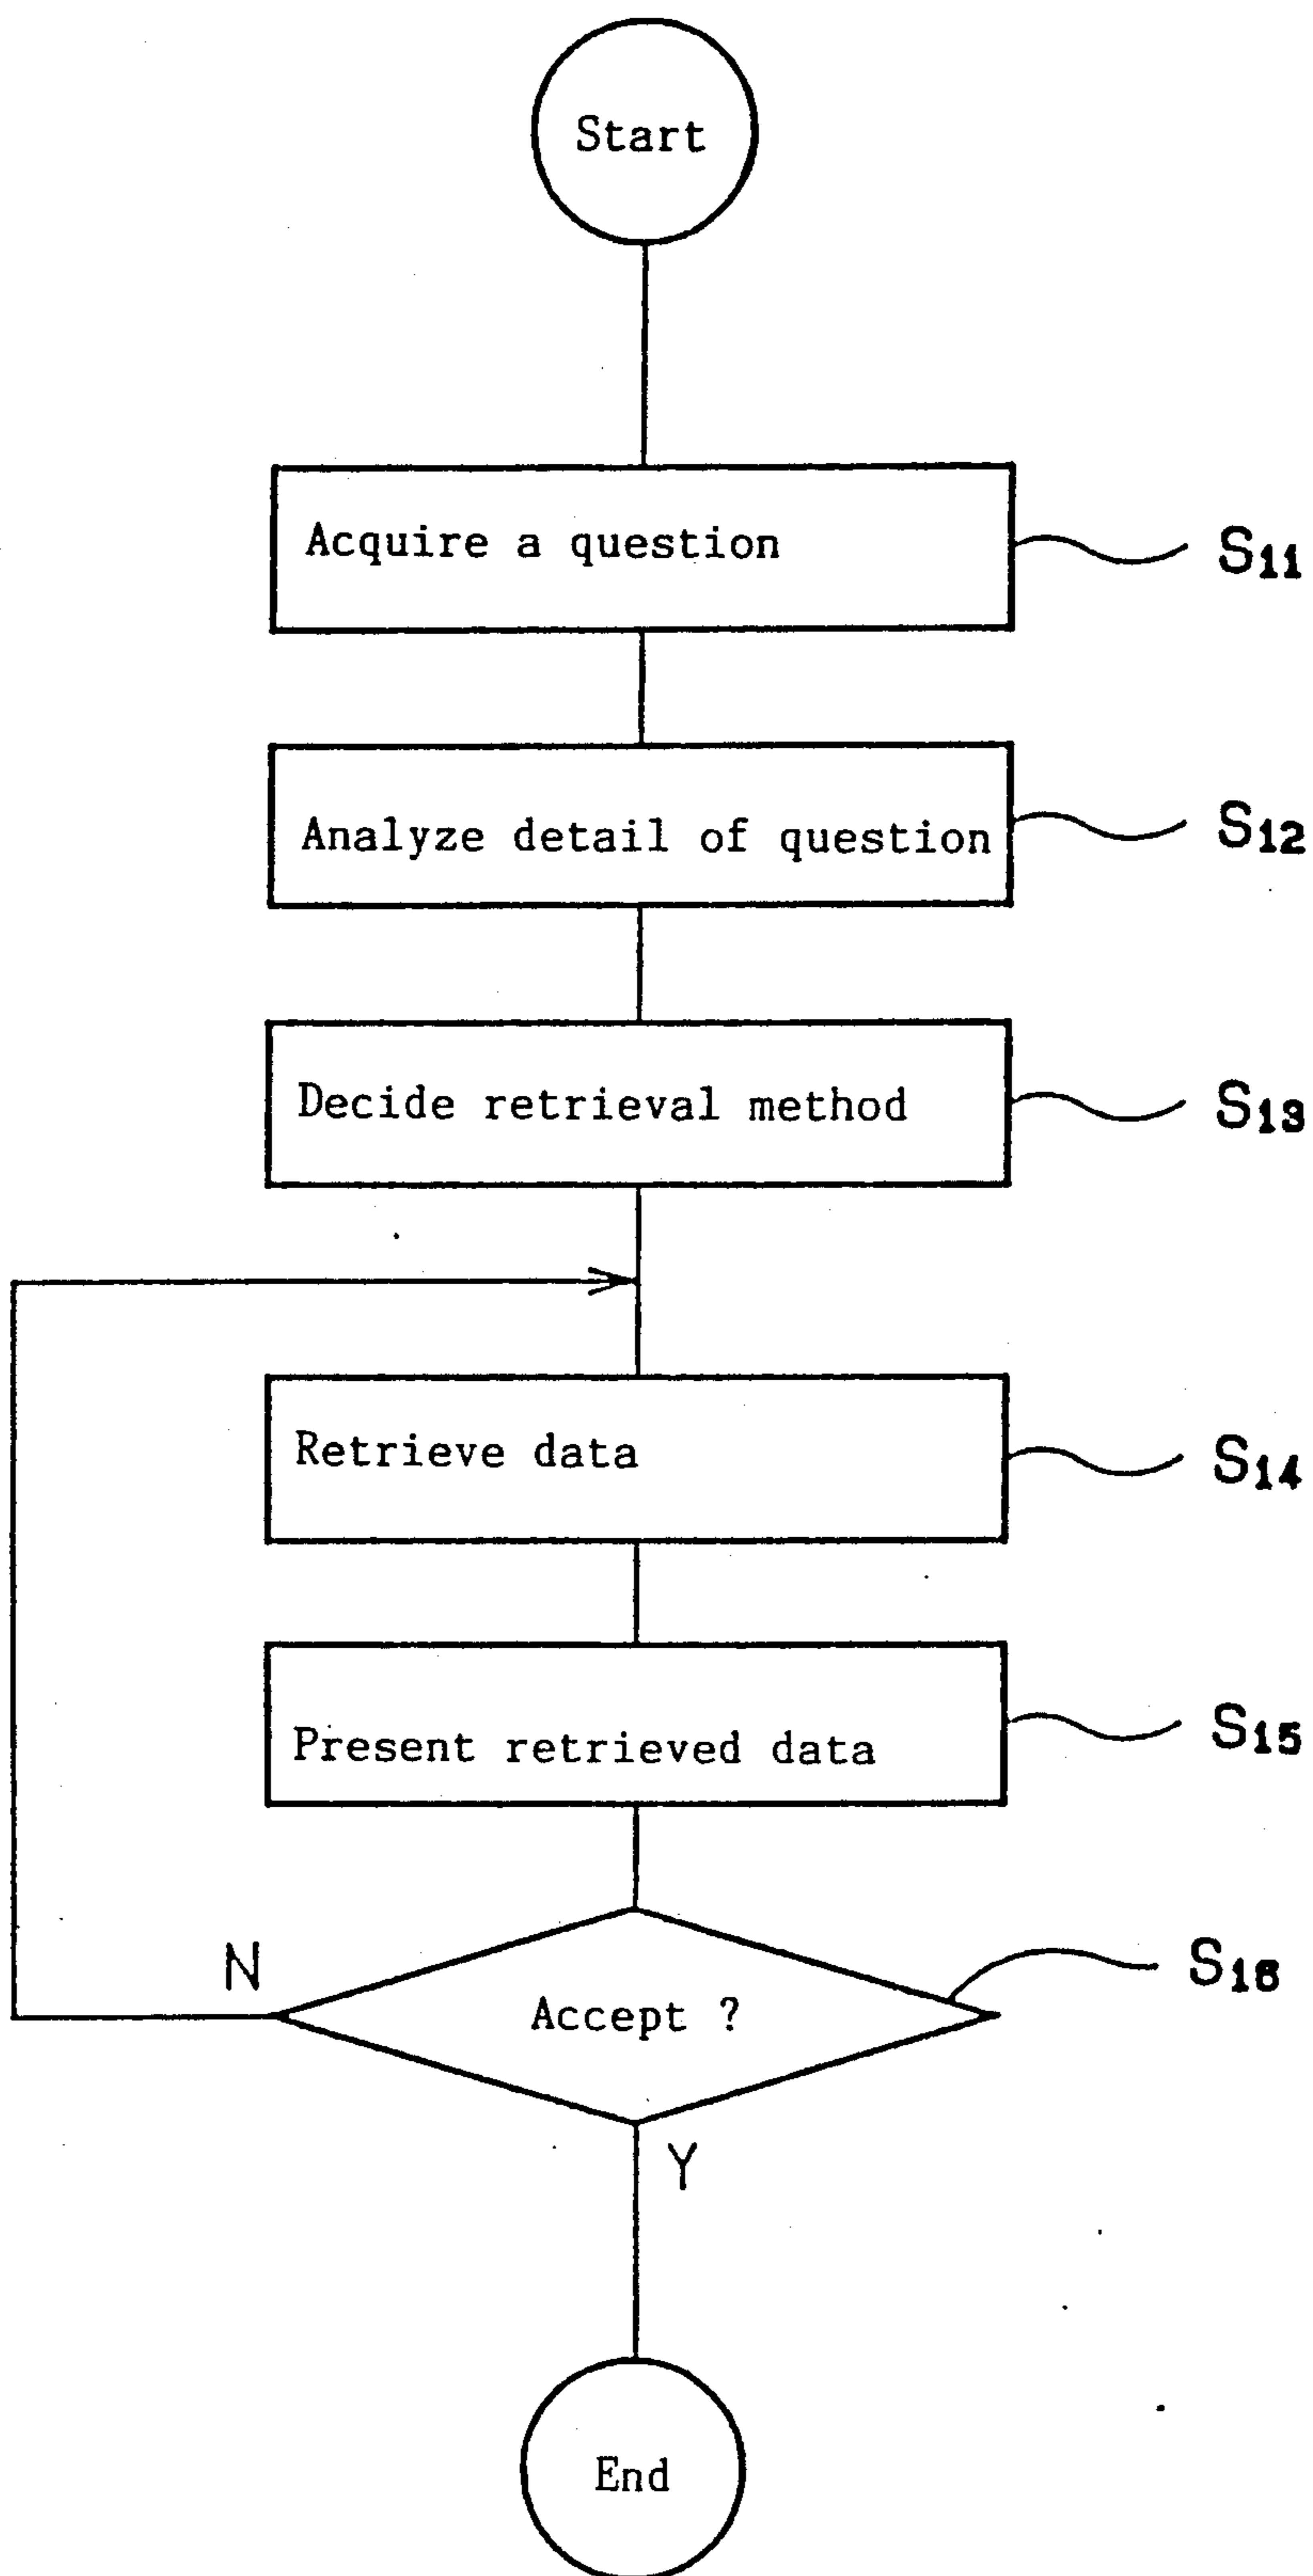 Start
Acquire a question
S11
Analyze detail of question
S12
Decide retrieval method
S13
Retrieve data
S14
Present retrieved data
S15
N
Accept ?
S16
Y
End